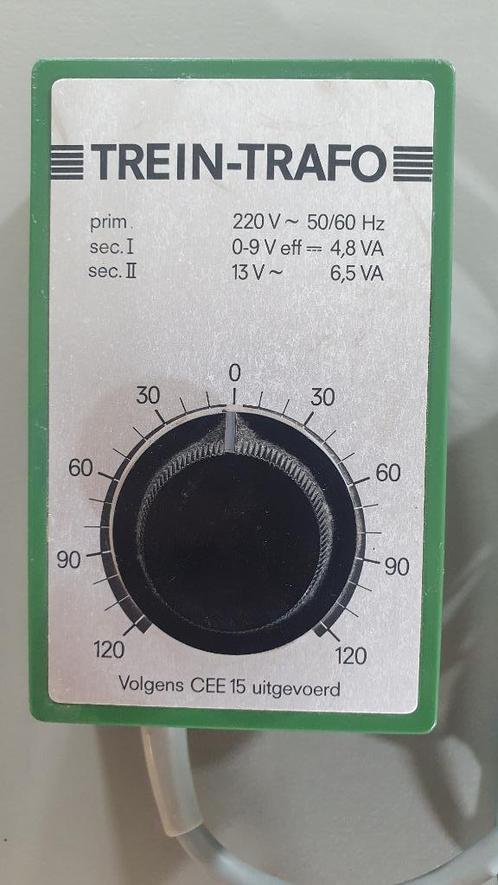 TREIN-TRAFO
prim. 220 V ~ 50/60 Hz
sec. I 0-9 V eff ⎓ 4,8 VA
sec. II 13 V ~ 6,5 VA
0
30 30
60 60
90 90
120 120
Volgens CEE 15 uitgevoerd